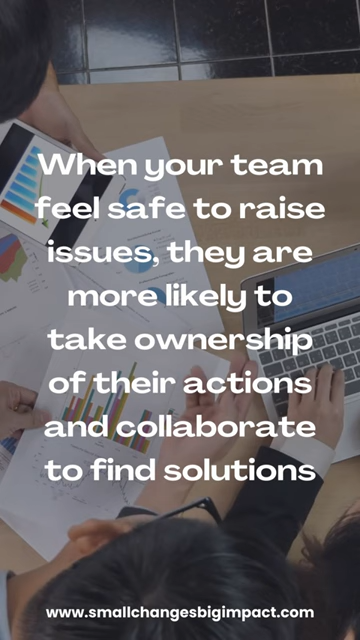 When your team
feel safe to raise
issues, they are
more likely to
take ownership
of their actions
and collaborate
to find solutions
www.smallchangesbigimpact.com